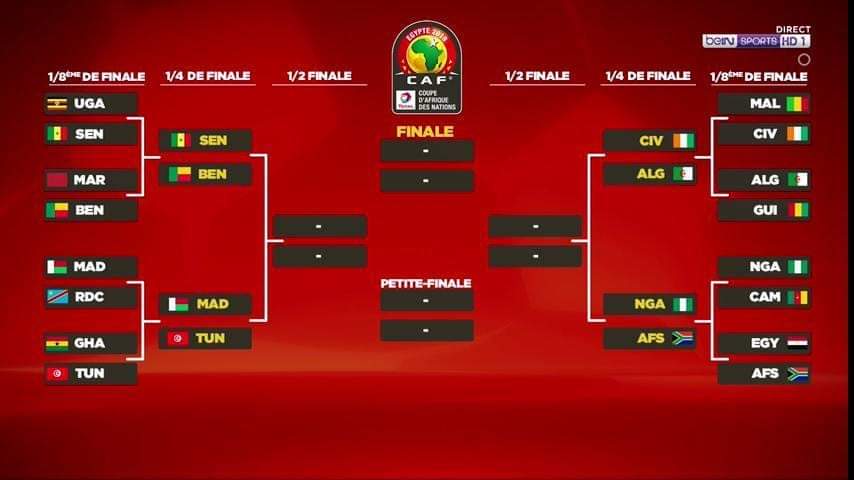 DIRECT
beIN SPORTS HD 1
EGYPTE 2019
CAF
TOTAL
COUPE
D'AFRIQUE
DES NATIONS
1/8ÈME DE FINALE
1/4 DE FINALE
1/2 FINALE
1/2 FINALE
1/4 DE FINALE
1/8ÈME DE FINALE
UGA
SEN
MAR
BEN
MAD
RDC
GHA
TUN
SEN
BEN
MAD
TUN
-
-
FINALE
-
-
PETITE-FINALE
-
-
-
-
CIV
ALG
NGA
AFS
MAL
CIV
ALG
GUI
NGA
CAM
EGY
AFS